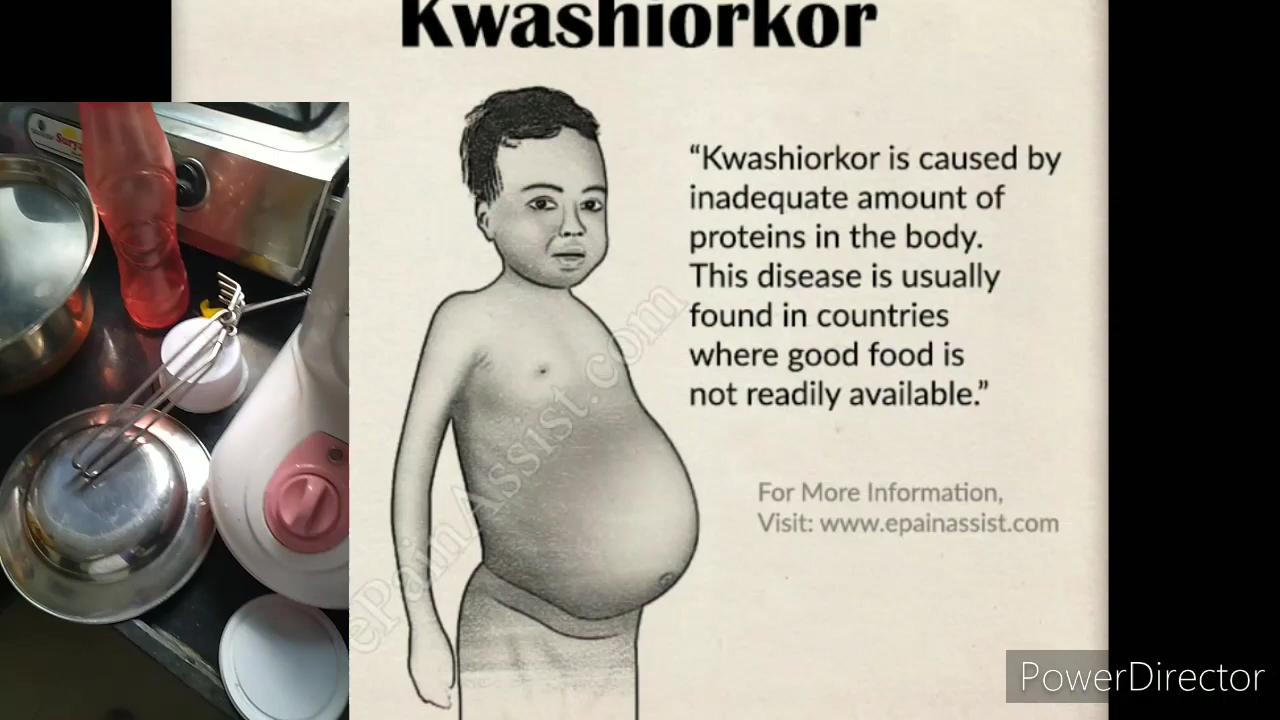 Kwashiorkor
“Kwashiorkor is caused by
inadequate amount of
proteins in the body.
This disease is usually
found in countries
where good food is
not readily available.”
For More Information,
Visit: www.epainassist.com
ePainAssist.com
PowerDirector